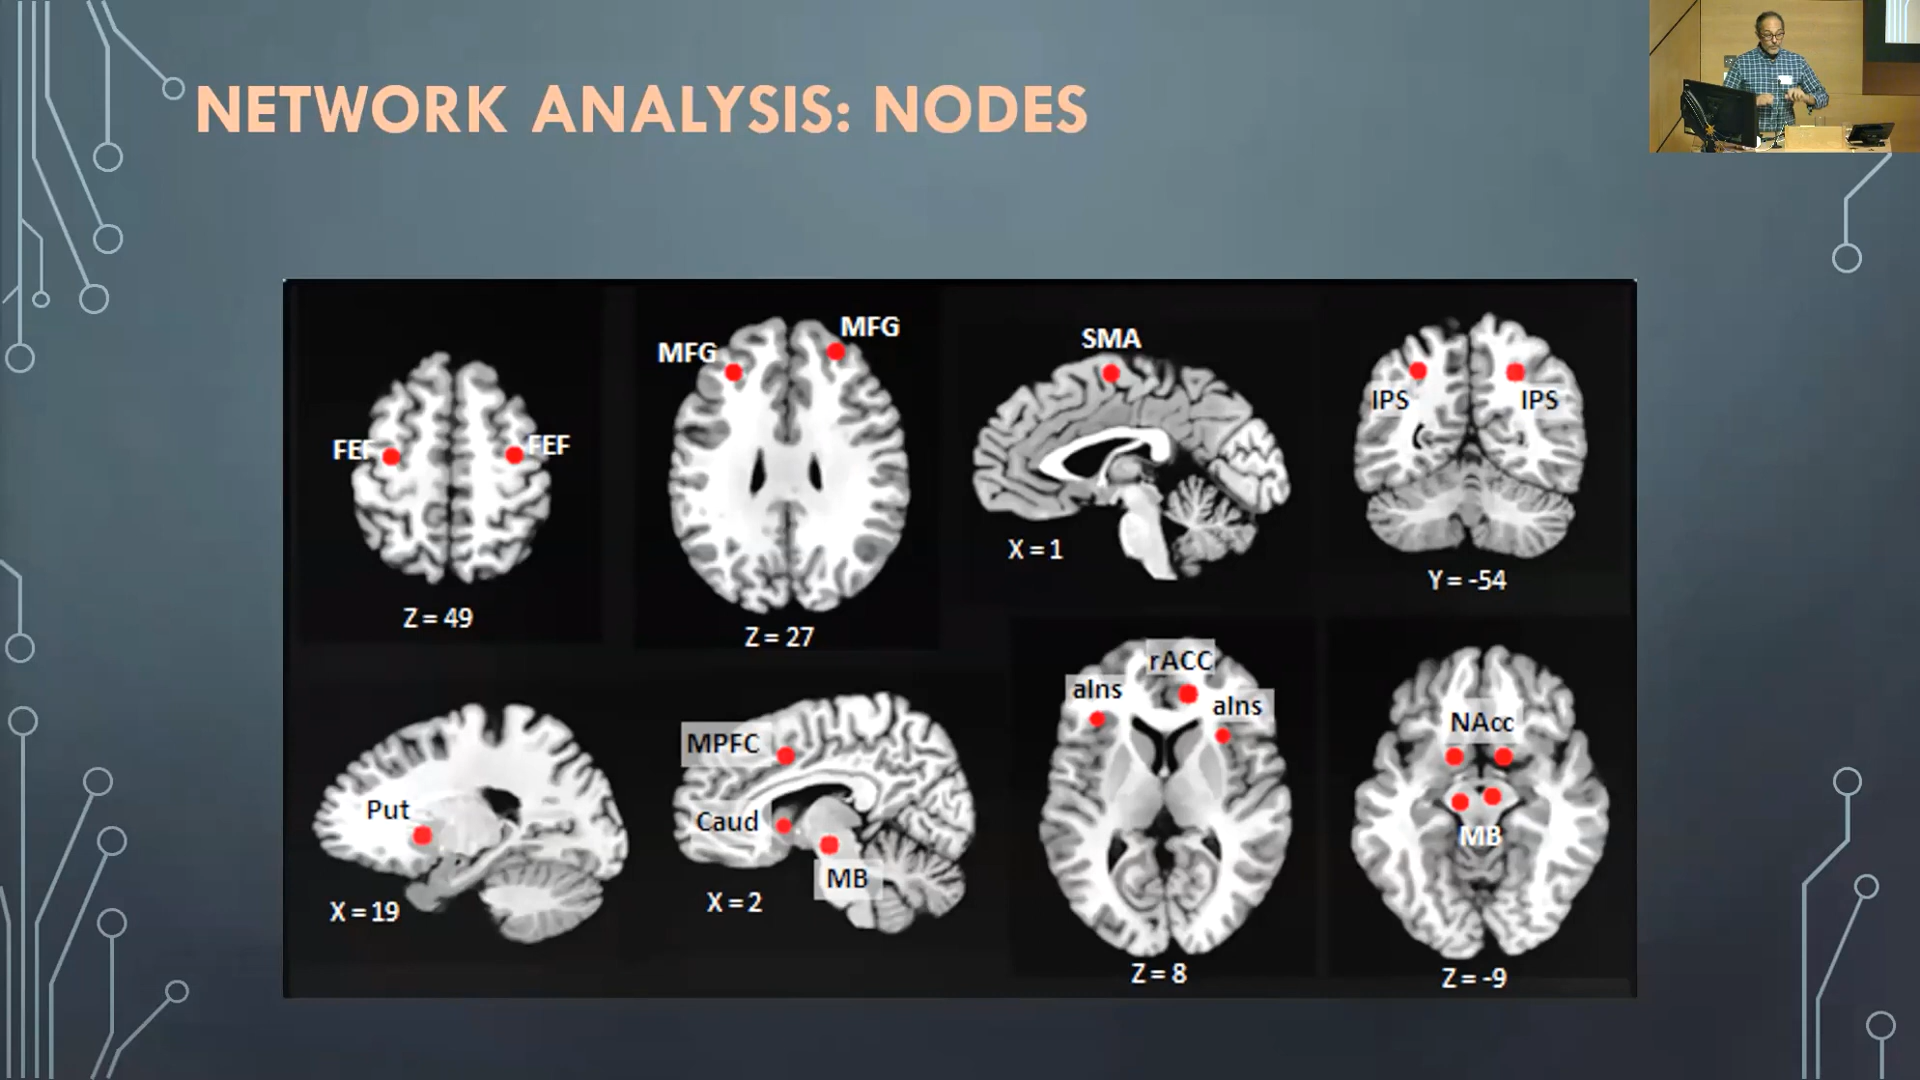 NETWORK ANALYSIS: NODES
FEF
FEF
Z = 49
MFG
MFG
Z = 27
SMA
X = 1
IPS
IPS
Y = -54
Put
X = 19
MPFC
Caud
MB
X = 2
rACC
aIns
aIns
Z = 8
NAcc
MB
Z = -9